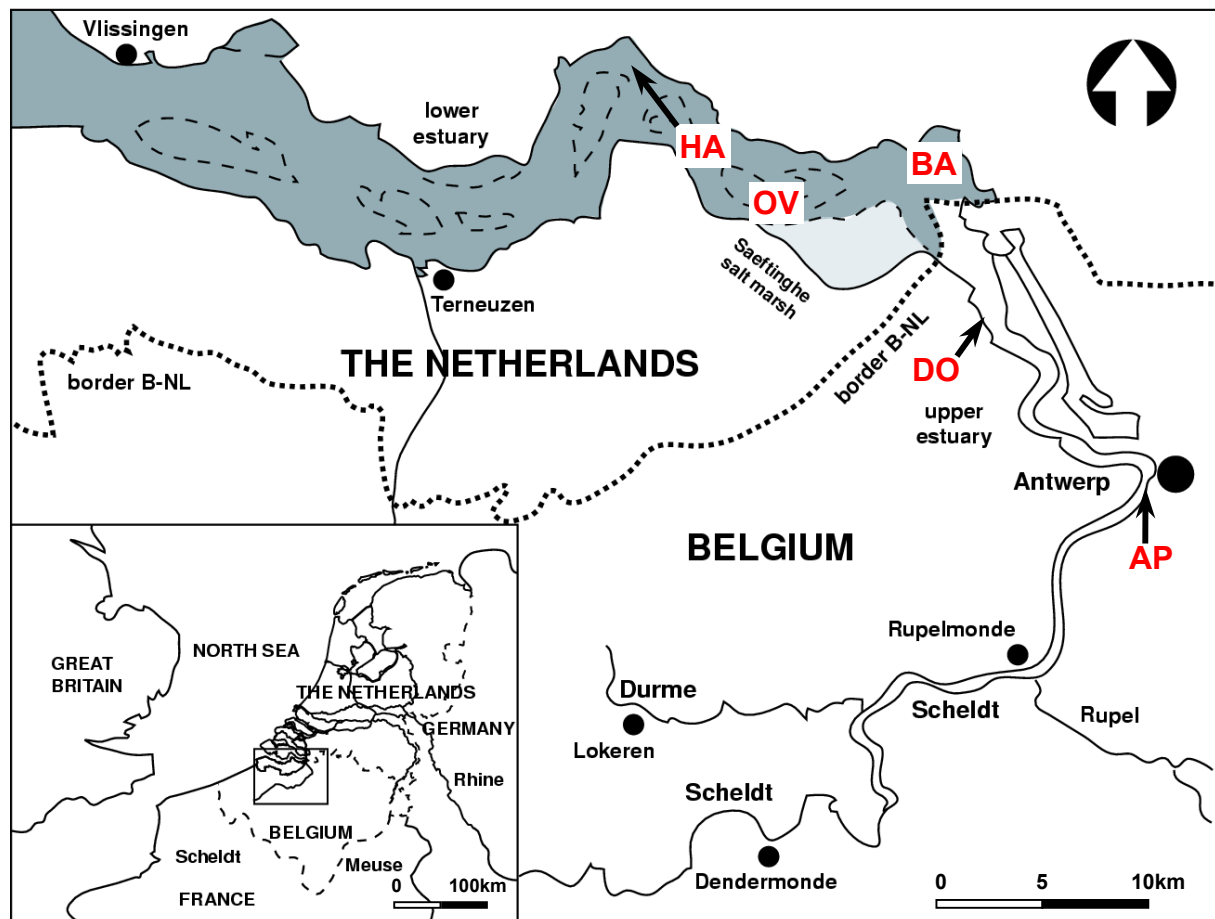 Vlissingen
lower
estuary
HA
BA
OV
Saeftinghe
salt marsh
Terneuzen
THE NETHERLANDS
border B-NL
border B-NL
DO
upper
estuary
Antwerp
AP
BELGIUM
Rupelmonde
Durme
Lokeren
Scheldt
Rupel
Scheldt
Dendermonde
0 5 10km
NORTH SEA
GREAT
BRITAIN
THE NETHERLANDS
GERMANY
Rhine
BELGIUM
Scheldt
Meuse
FRANCE
0 100km